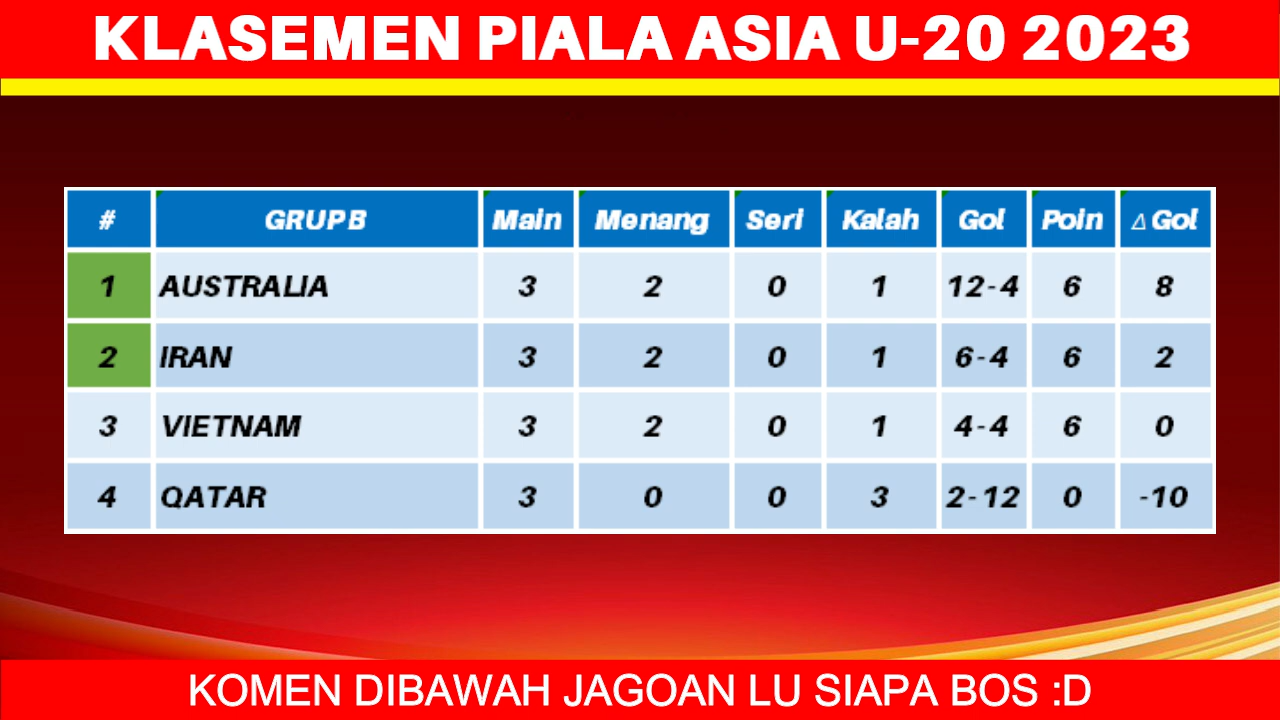 KLASEMEN PIALA ASIA U-20 2023
# GRUP B Main Menang Seri Kalah Gol Poin Δ Gol
1 AUSTRALIA 3 2 0 1 12-4 6 8
2 IRAN 3 2 0 1 6-4 6 2
3 VIETNAM 3 2 0 1 4-4 6 0
4 QATAR 3 0 0 3 2-12 0 -10
KOMEN DIBAWAH JAGOAN LU SIAPA BOS :D